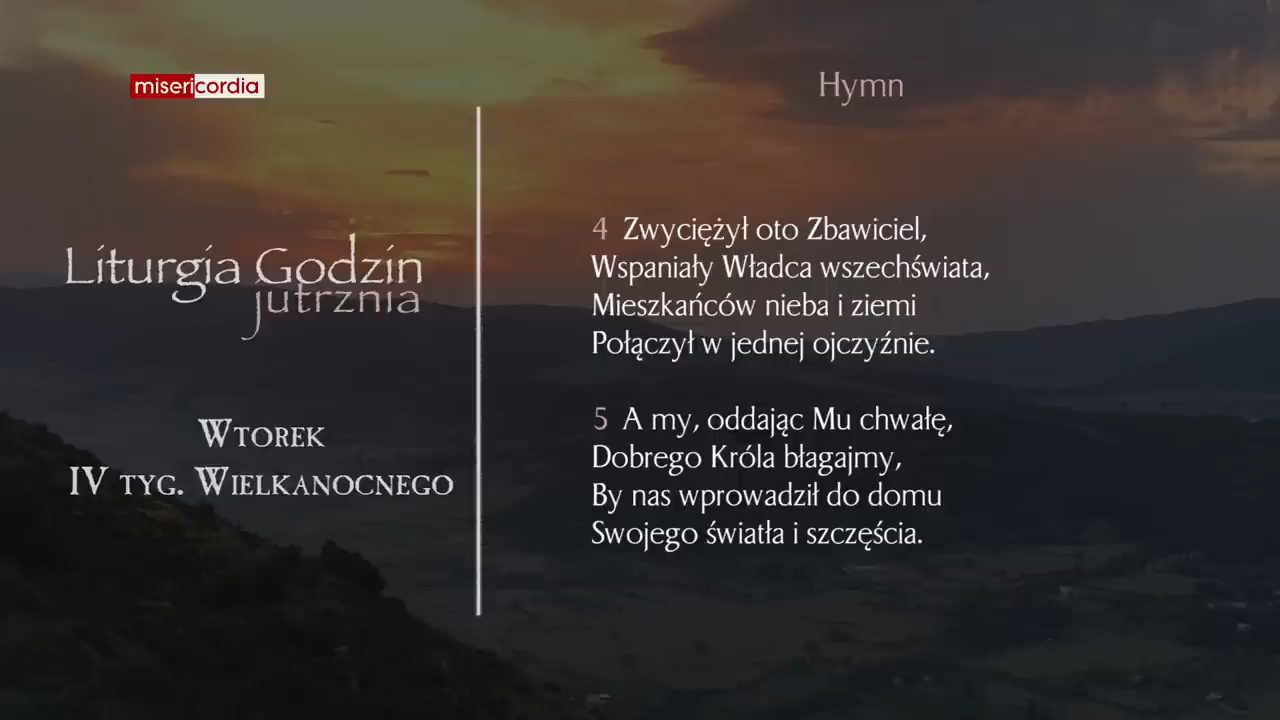 misericordia
Liturgia Godzin
jutrznia
Wtorek
IV tyg. Wielkanocnego
Hymn
4 Zwyciężył oto Zbawiciel,
Wspaniały Władca wszechświata,
Mieszkańców nieba i ziemi
Połączył w jednej ojczyźnie.
5 A my, oddając Mu chwałę,
Dobrego Króla błagajmy,
By nas wprowadził do domu
Swojego światła i szczęścia.